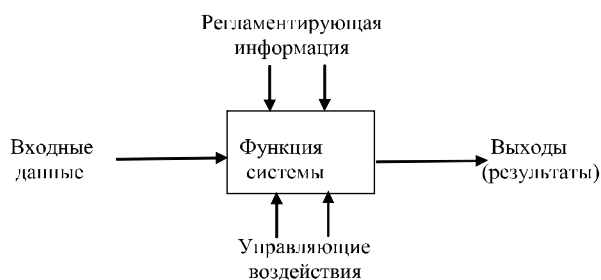 Регламентирующая
информация
Входные
данные
Функция
системы
Выходы
(результаты)
Управляющие
воздействия